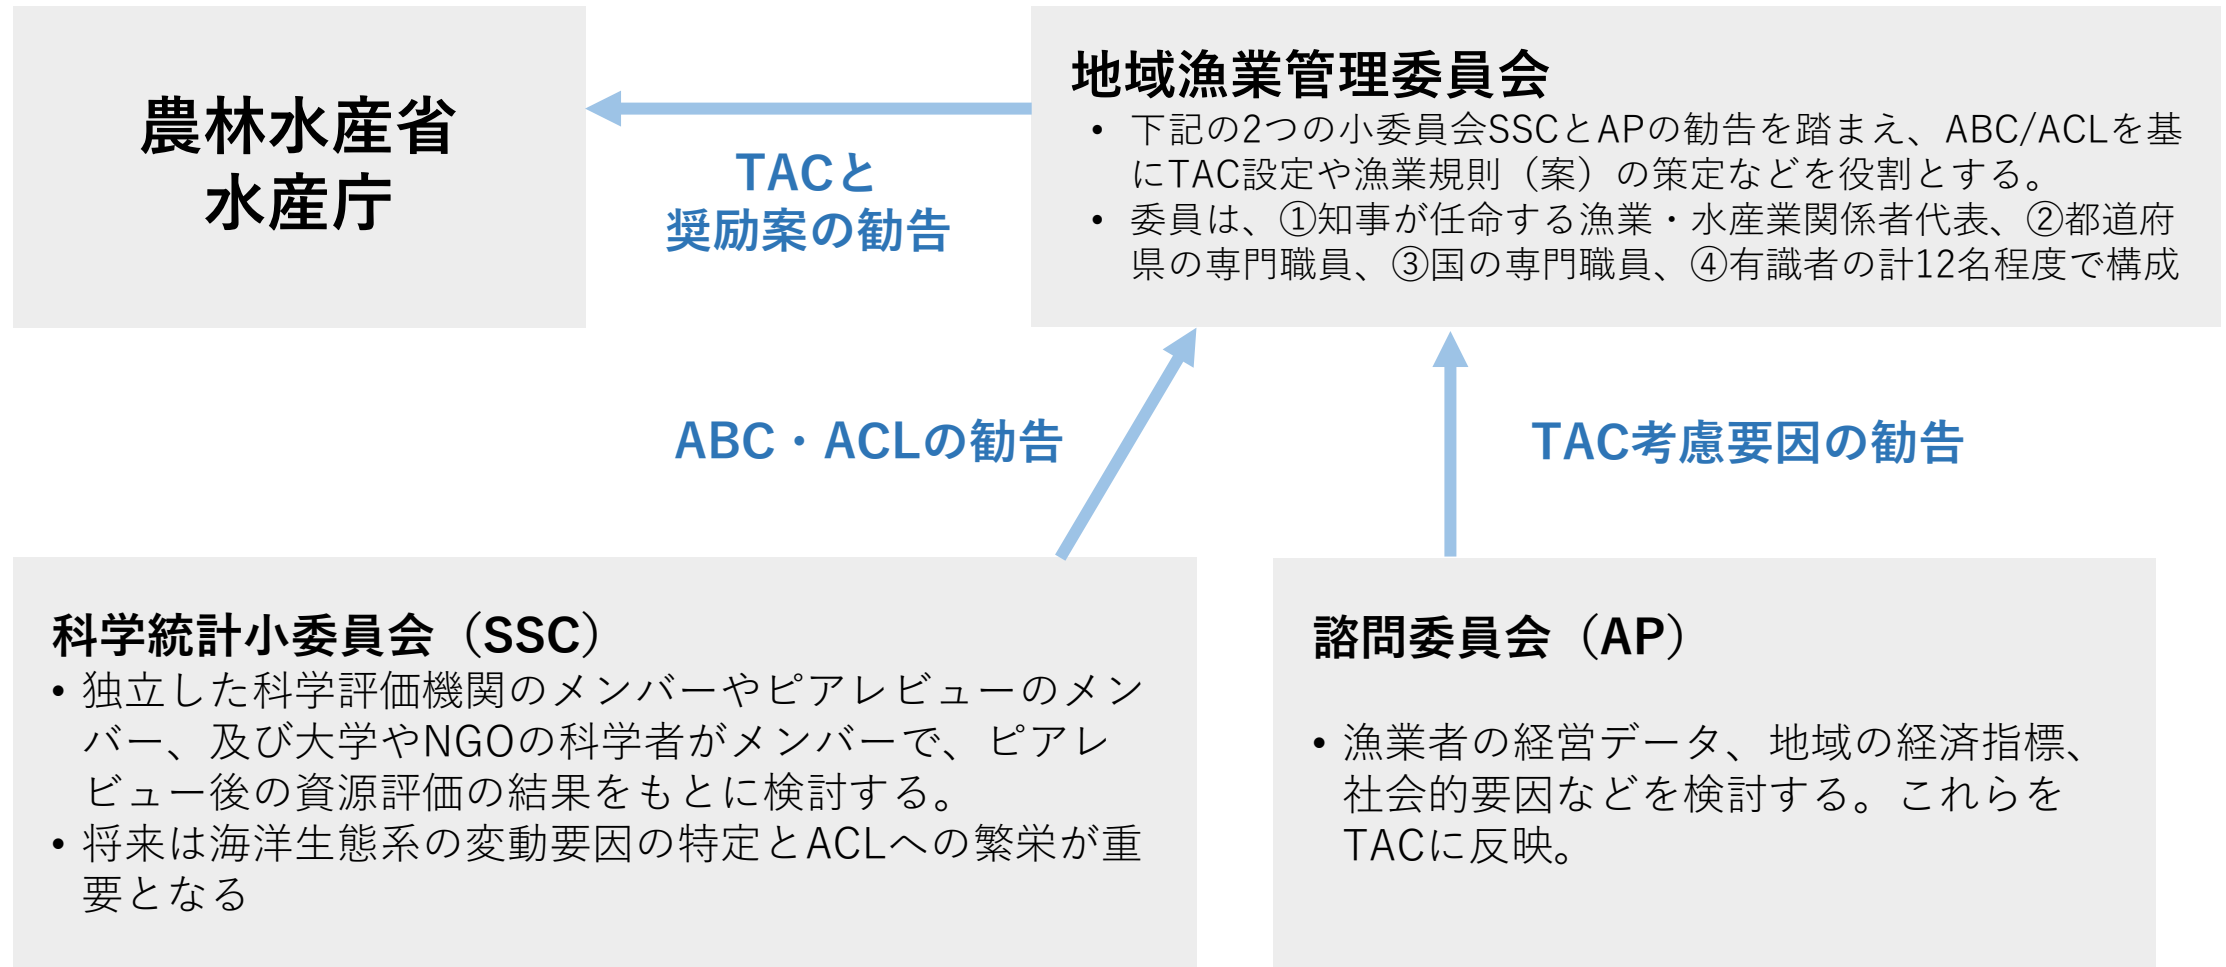 農林水産省
水産庁
TACと
奨励案の勧告
地域漁業管理委員会
• 下記の2つの小委員会SSCとAPの勧告を踏まえ、ABC/ACLを基
にTAC設定や漁業規則（案）の策定などを役割とする。
• 委員は、①知事が任命する漁業・水産業関係者代表、②都道府
県の専門職員、③国の専門職員、④有識者の計12名程度で構成
ABC・ACLの勧告
TAC考慮要因の勧告
科学統計小委員会（SSC）
• 独立した科学評価機関のメンバーやピアレビューのメン
バー、及び大学やNGOの科学者がメンバーで、ピアレ
ビュー後の資源評価の結果をもとに検討する。
• 将来は海洋生態系の変動要因の特定とACLへの繁栄が重
要となる
諮問委員会（AP）
• 漁業者の経営データ、地域の経済指標、
社会的要因などを検討する。これらを
TACに反映。